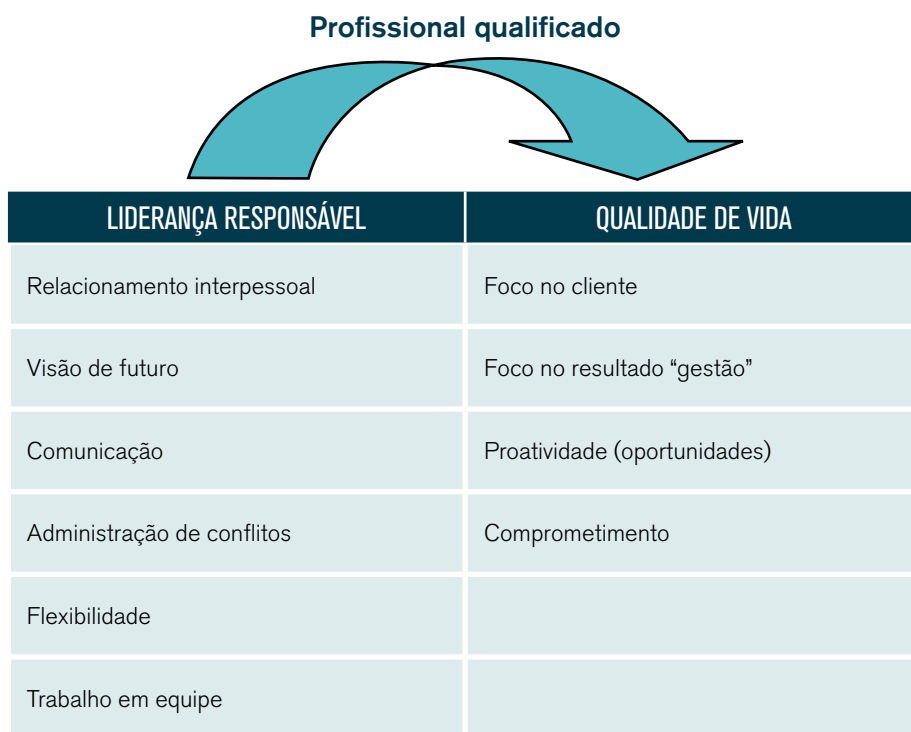 Profissional qualificado
LIDERANÇA RESPONSÁVEL QUALIDADE DE VIDA
Relacionamento interpessoal Foco no cliente
Visão de futuro Foco no resultado “gestão”
Comunicação Proatividade (oportunidades)
Administração de conflitos Comprometimento
Flexibilidade
Trabalho em equipe